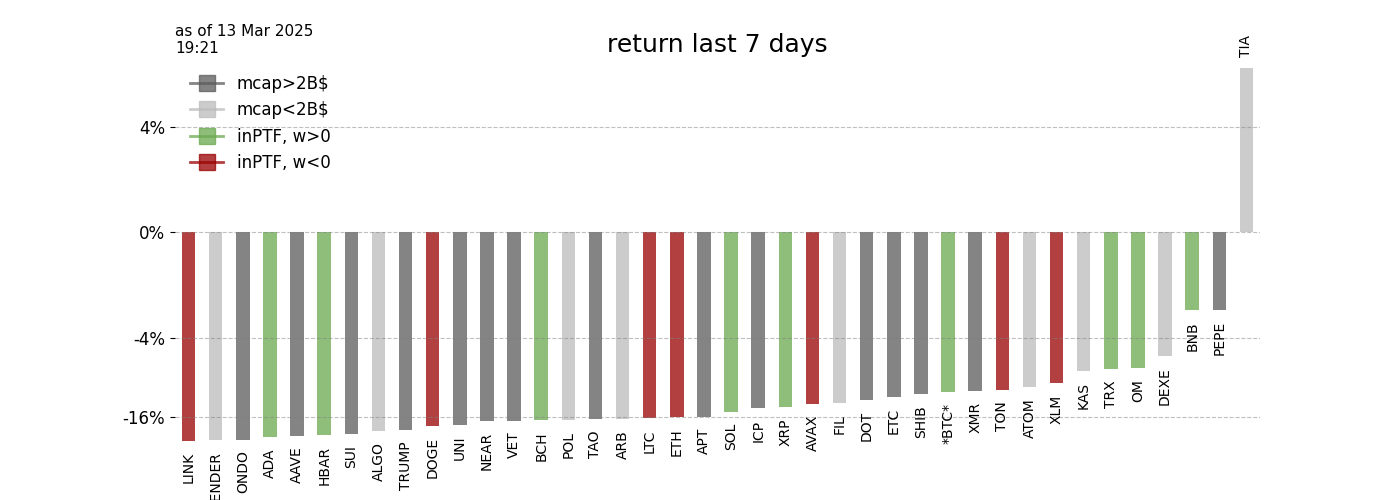 as of 13 Mar 2025
19:21
return last 7 days
mcap>2B$
mcap<2B$
inPTF, w>0
inPTF, w<0
4%
0%
-4%
-16%
LINK
ENDER
ONDO
ADA
AAVE
HBAR
SUI
ALGO
TRUMP
DOGE
UNI
NEAR
VET
BCH
POL
TAO
ARB
LTC
ETH
APT
SOL
ICP
XRP
AVAX
FIL
DOT
ETC
SHIB
*BTC*
XMR
TON
ATOM
XLM
KAS
TRX
OM
DEXE
BNB
PEPE
TIA